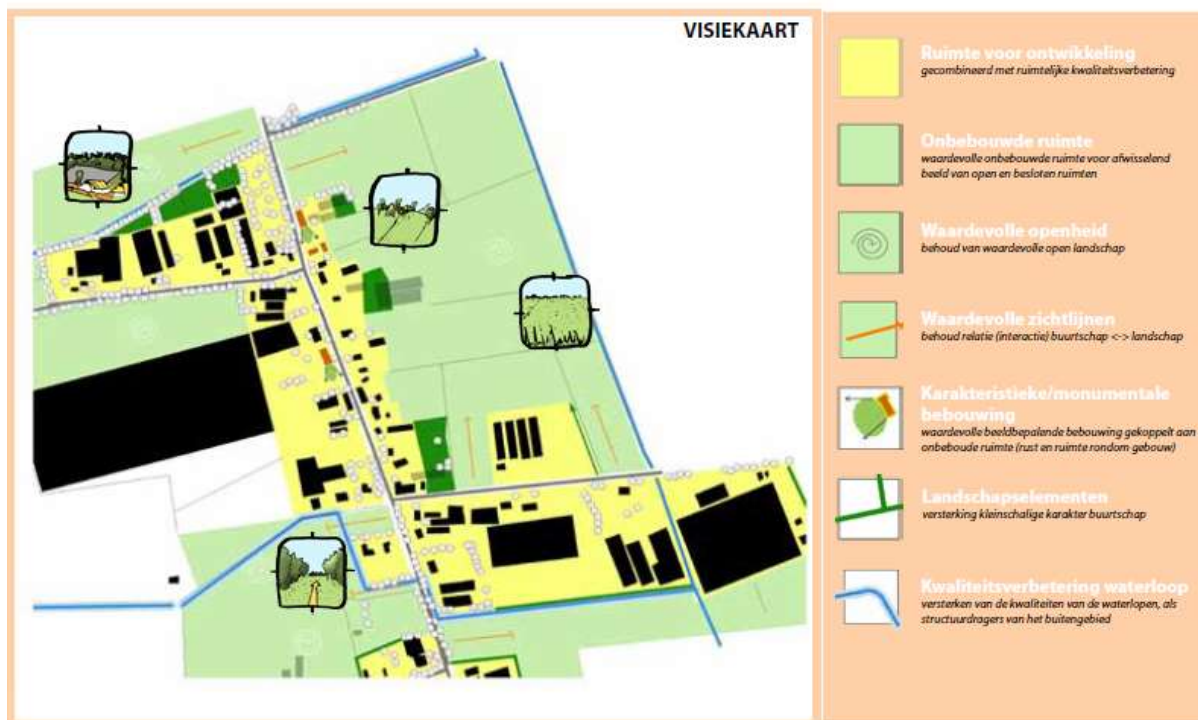 VISIEKAART
Ruimte voor ontwikkeling
gecombineerd met ruimtelijke kwaliteitsverbetering
Onbebouwde ruimte
waardevolle onbebouwde ruimte voor afwisselend
beeld van open en besloten ruimten
Waardevolle openheid
behoud van waardevolle open landschap
Waardevolle zichtlijnen
behoud relatie (interactie) buurtschap <-> landschap
Karakteristieke/monumentale
bebouwing
waardevolle beeldbepalende bebouwing gekoppelt aan
onbeboude ruimte (rust en ruimte rondom gebouw)
Landschapselementen
versterking kleinschalige karakter buurtschap
Kwaliteitsverbetering waterloop
versterken van de kwaliteiten van de waterlopen, als
structuurdragers van het buitengebied